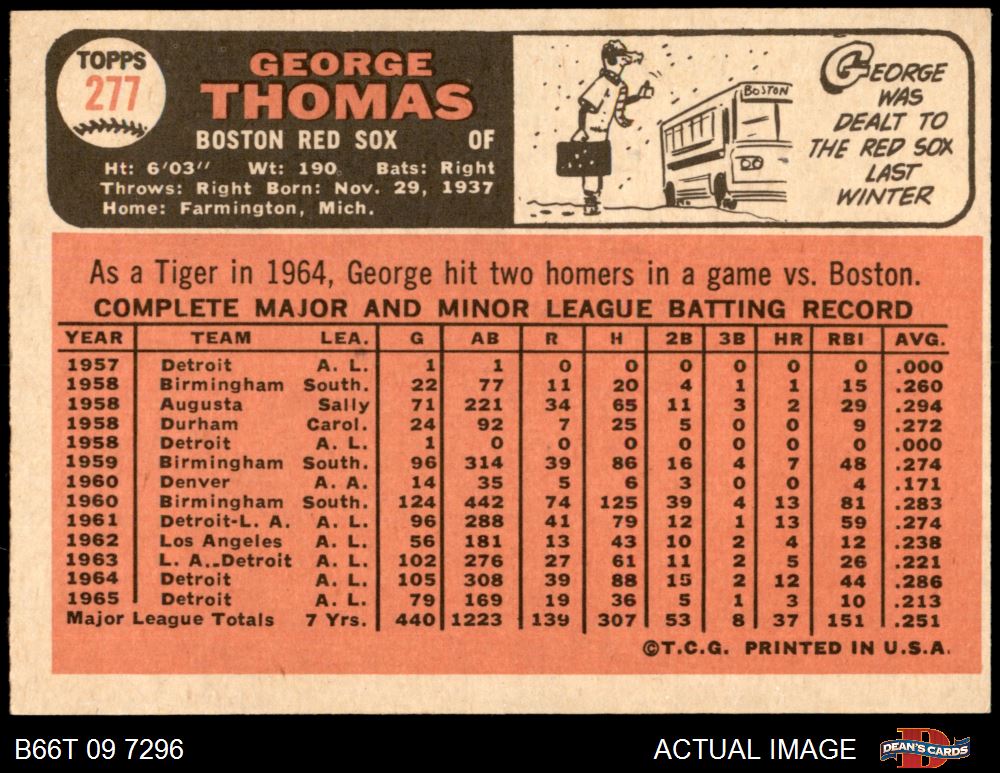 TOPPS
277
GEORGE
THOMAS
BOSTON RED SOX OF
Ht: 6'03" Wt: 190 Bats: Right
Throws: Right Born: Nov. 29, 1937
Home: Farmington, Mich.
BOSTON
GEORGE
WAS
DEALT TO
THE RED SOX
LAST
WINTER
As a Tiger in 1964, George hit two homers in a game vs. Boston.
COMPLETE MAJOR AND MINOR LEAGUE BATTING RECORD
YEAR TEAM LEA. G AB R H 2B 3B HR RBI AVG.
1957 Detroit A. L. 1 1 0 0 0 0 0 0 .000
1958 Birmingham South. 22 77 11 20 4 1 1 15 .260
1958 Augusta Sally 71 221 34 65 11 3 2 29 .294
1958 Durham Carol. 24 92 7 25 5 0 0 9 .272
1958 Detroit A. L. 1 0 0 0 0 0 0 0 .000
1959 Birmingham South. 96 314 39 86 16 4 7 48 .274
1960 Denver A. A. 14 35 5 6 3 0 0 4 .171
1960 Birmingham South. 124 442 74 125 39 4 13 81 .283
1961 Detroit-L. A. A. L. 96 288 41 79 12 1 13 59 .274
1962 Los Angeles A. L. 56 181 13 43 10 2 4 12 .238
1963 L. A.-Detroit A. L. 102 276 27 61 11 2 5 26 .221
1964 Detroit A. L. 105 308 39 88 15 2 12 44 .286
1965 Detroit A. L. 79 169 19 36 5 1 3 10 .213
Major League Totals 7 Yrs. 440 1223 139 307 53 8 37 151 .251
©T.C.G. PRINTED IN U.S.A.
B66T 09 7296
ACTUAL IMAGE
DEAN'S CARDS